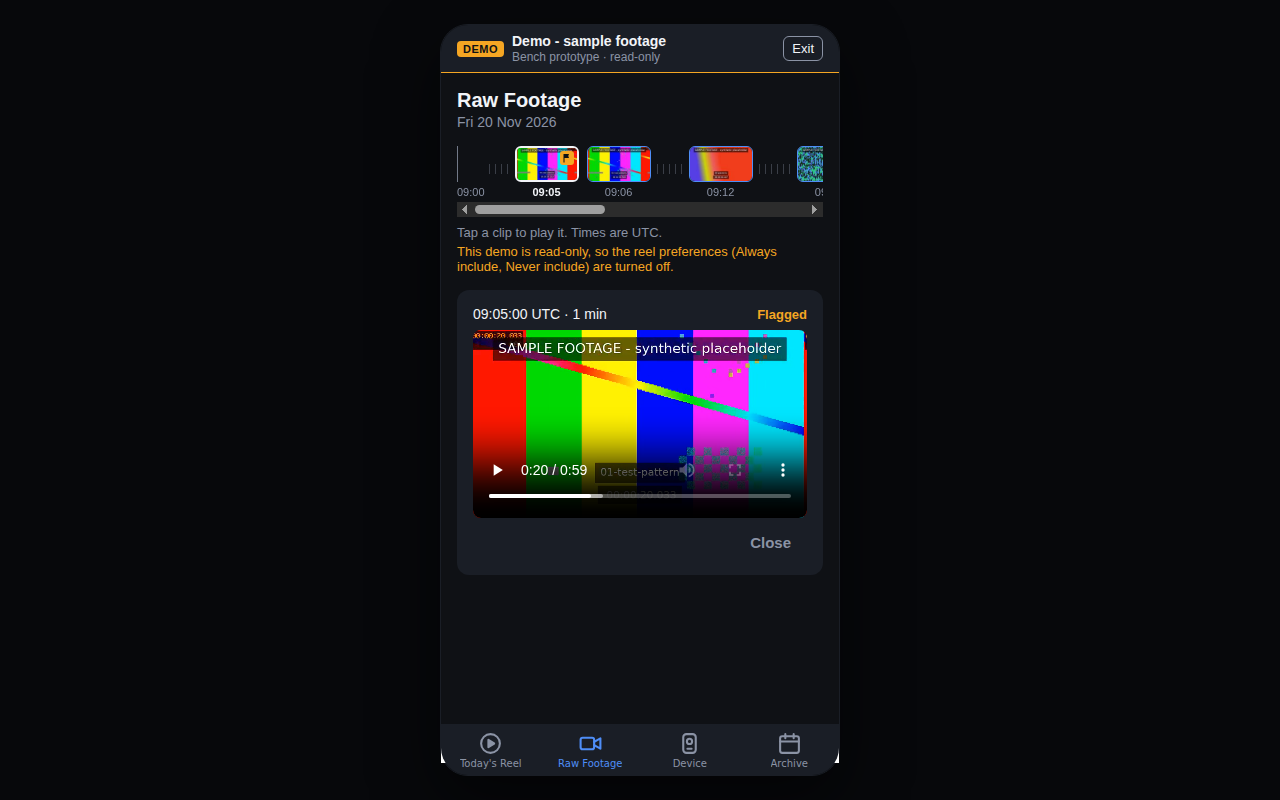 DEMO
Demo - sample footage
Bench prototype · read-only
Exit
Raw Footage
Fri 20 Nov 2026
09:00
09:05
09:06
09:12
Tap a clip to play it. Times are UTC.
This demo is read-only, so the reel preferences (Always
include, Never include) are turned off.
09:05:00 UTC · 1 min
Flagged
SAMPLE FOOTAGE - synthetic placeholder
01-test-pattern
0:20 / 0:59
Close
Today's Reel
Raw Footage
Device
Archive